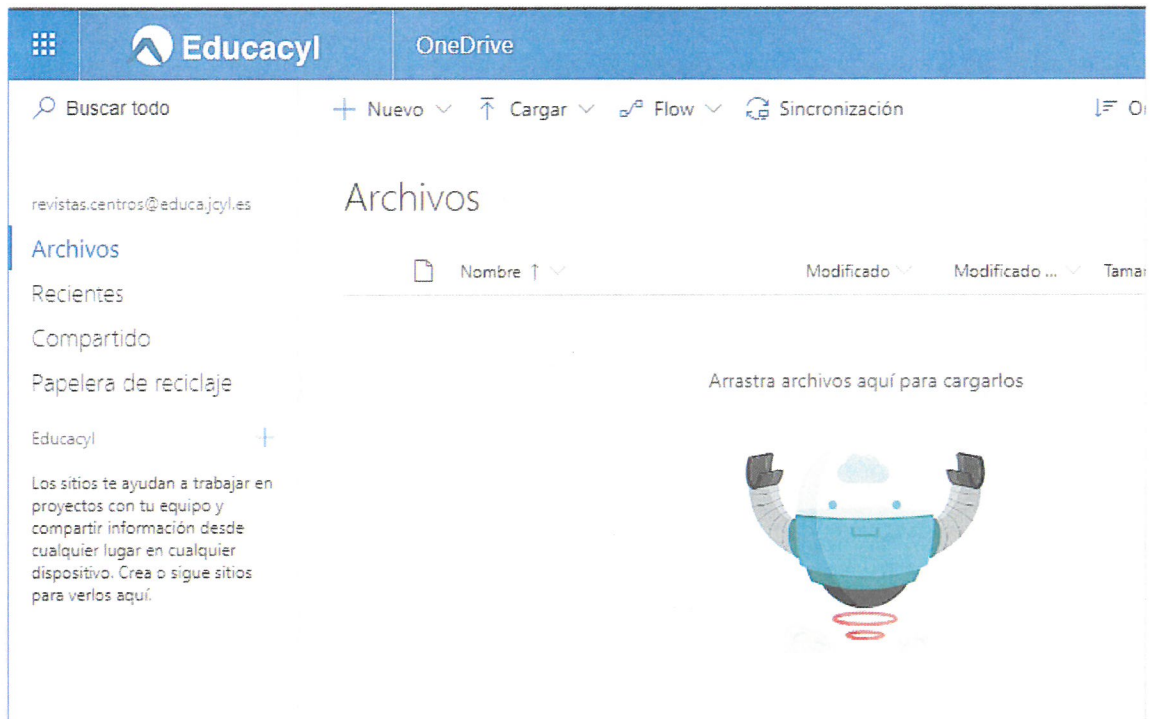 Educacyl
OneDrive
Buscar todo
Nuevo
Cargar
Flow
Sincronización
revistas.centros@educa.jcyl.es
Archivos
Recientes
Compartido
Papelera de reciclaje
Educacyl
Los sitios te ayudan a trabajar en
proyectos con tu equipo y
compartir información desde
cualquier lugar en cualquier
dispositivo. Crea o sigue sitios
para verlos aquí.
Archivos
Nombre
Modificado
Modificado ...
Arrastra archivos aquí para cargarlos